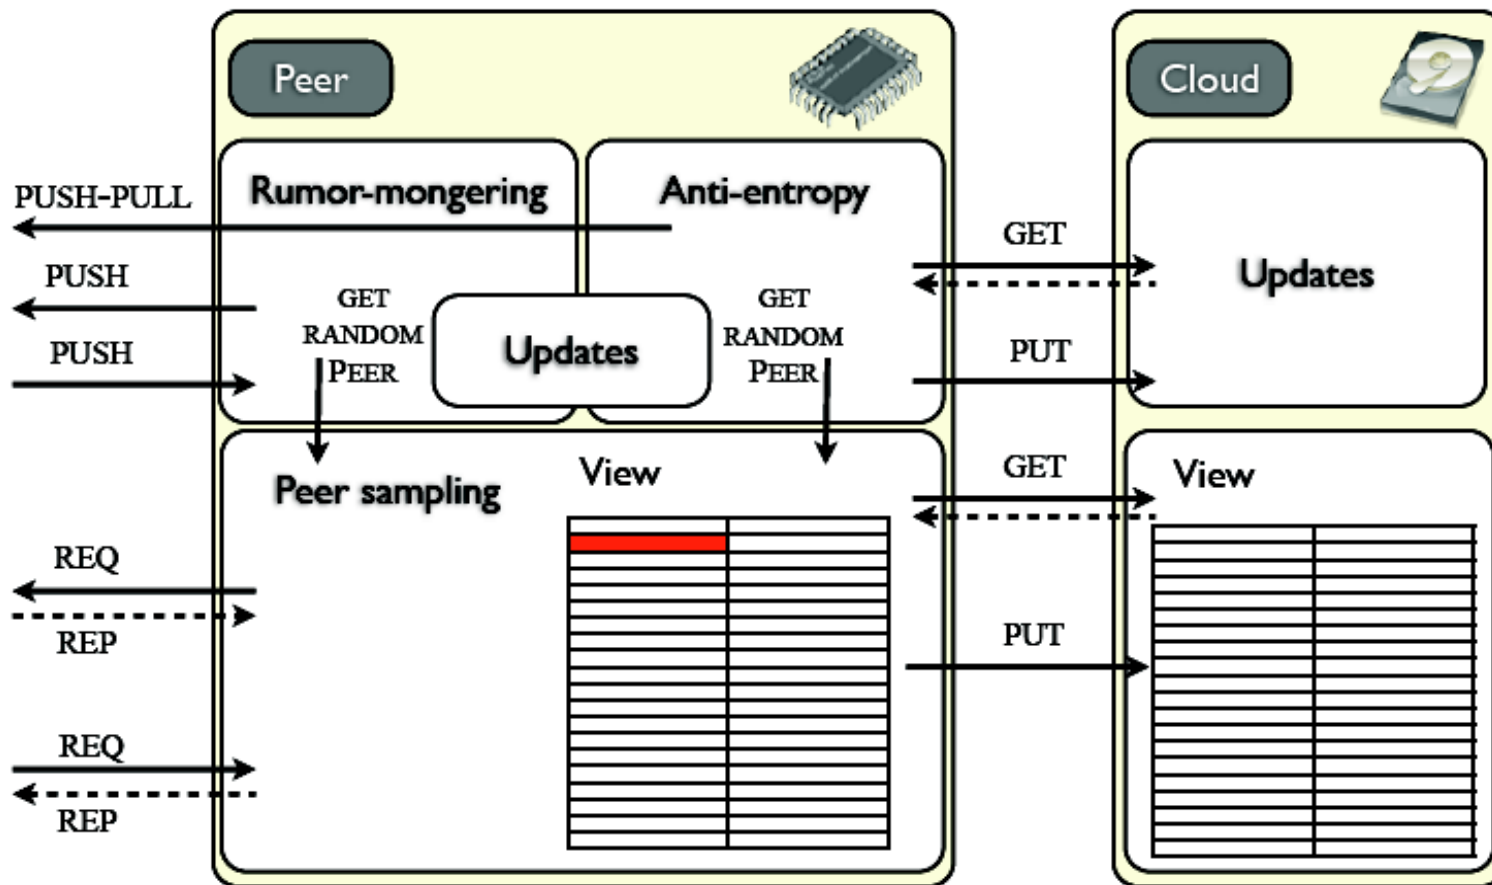 Peer
Cloud
PUSH-PULL
Rumor-mongering
Anti-entropy
GET
PUSH
GET
RANDOM
PEER
Updates
GET
RANDOM
PEER
Updates
PUSH
PUT
Peer sampling
View
GET
View
REQ
REP
PUT
REQ
REP